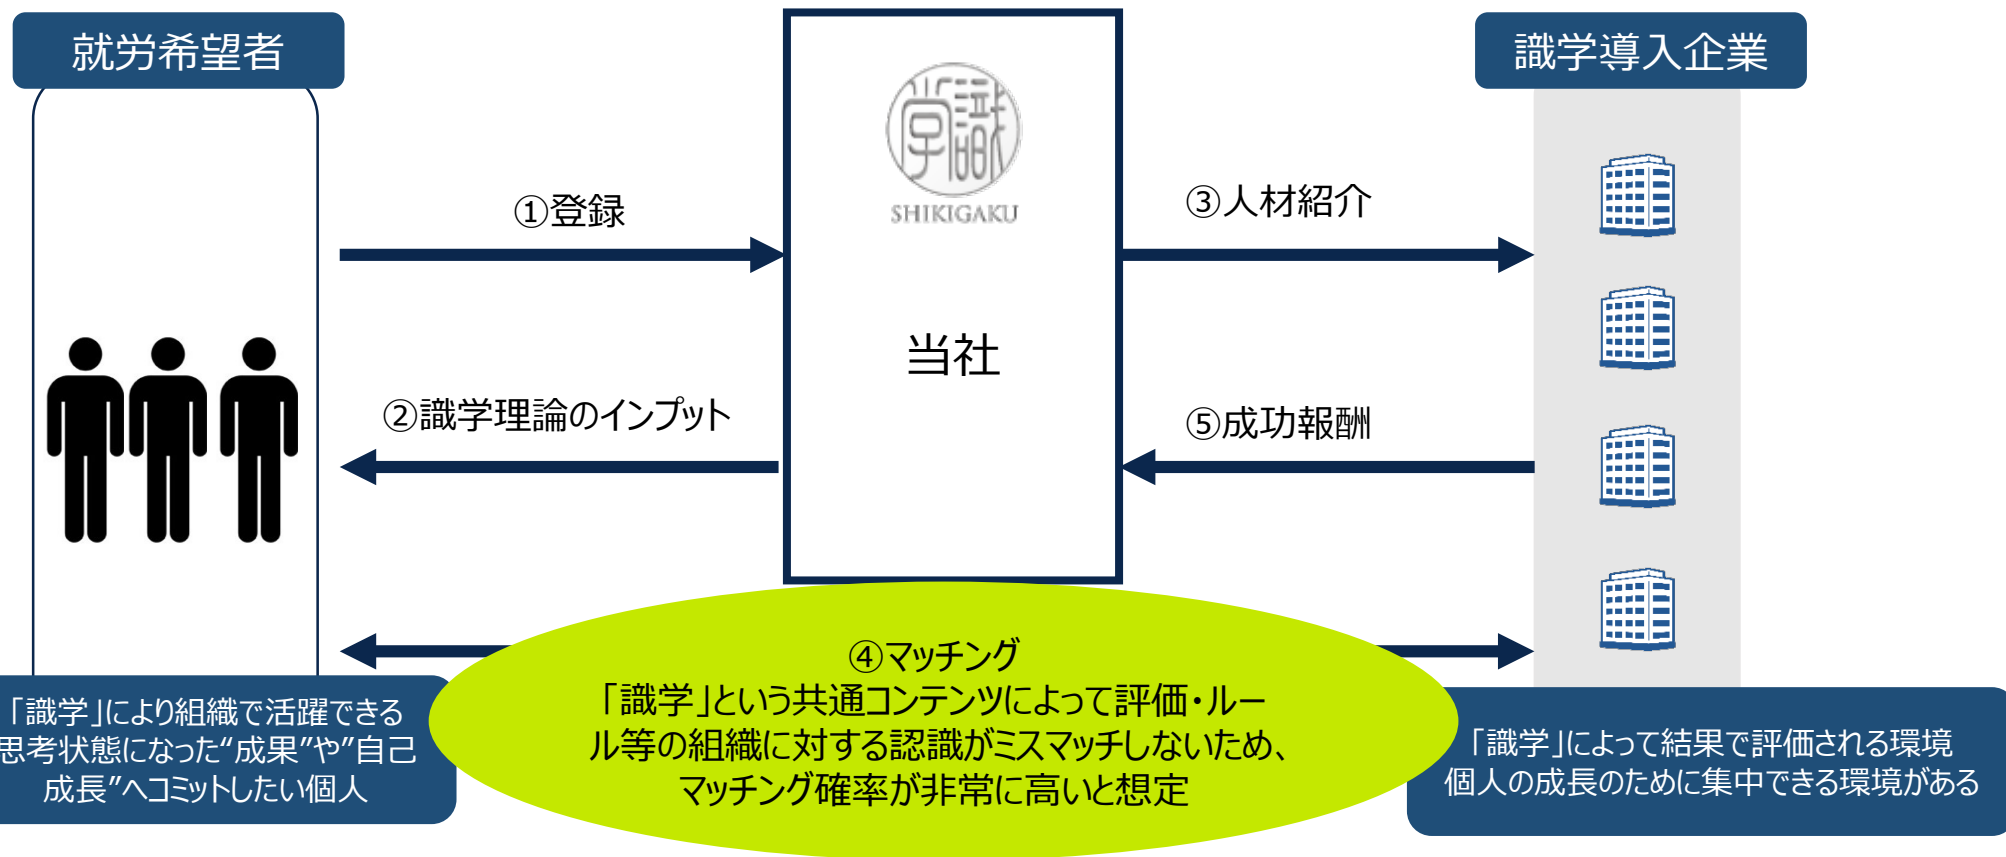 就労希望者
識学導入企業
学識
SHIKIGAKU
当社
①登録
②識学理論のインプット
③人材紹介
⑤成功報酬
④マッチング
「識学」という共通コンテンツによって評価・ルー
ル等の組織に対する認識がミスマッチしないため、
マッチング確率が非常に高いと想定
「識学」により組織で活躍できる
思考状態になった“成果”や”自己
成長”へコミットしたい個人
「識学」によって結果で評価される環境
個人の成長のために集中できる環境がある